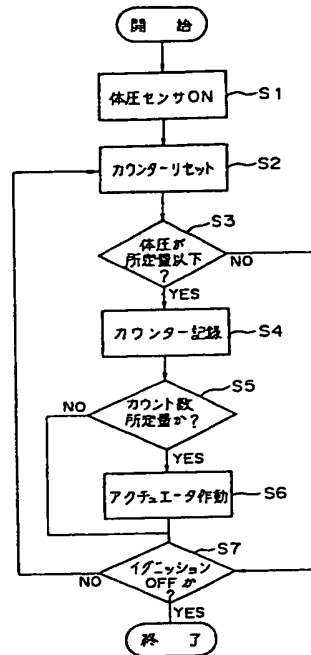 開 始
体圧センサON
S1
カウンターリセット
S2
S3
体圧が
所定量以下
?
NO
YES
カウンター記録
S4
S5
カウント数
所定量か?
NO
YES
アクチュエータ作動
S6
S7
イグニッション
OFFか
?
NO
YES
終 了